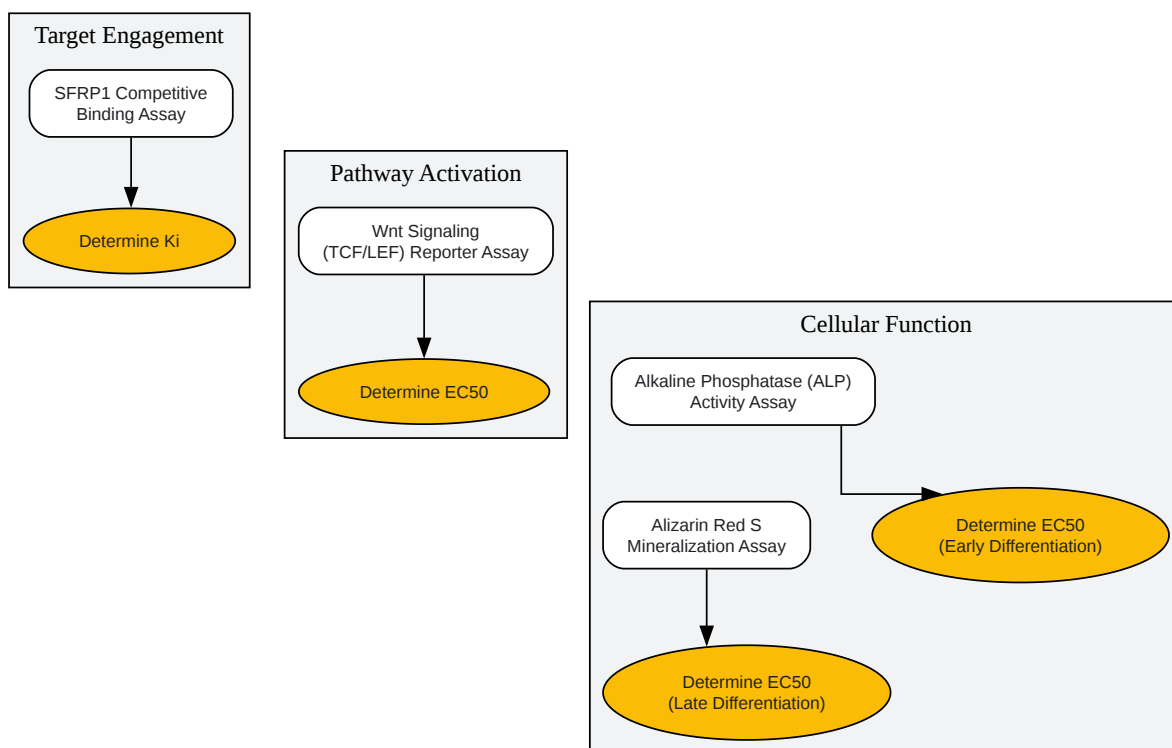 Target Engagement
SFRP1 Competitive
Binding Assay
Determine Ki
Pathway Activation
Wnt Signaling
(TCF/LEF) Reporter Assay
Determine EC50
Cellular Function
Alkaline Phosphatase (ALP)
Activity Assay
Determine EC50
(Early Differentiation)
Alizarin Red S
Mineralization Assay
Determine EC50
(Late Differentiation)